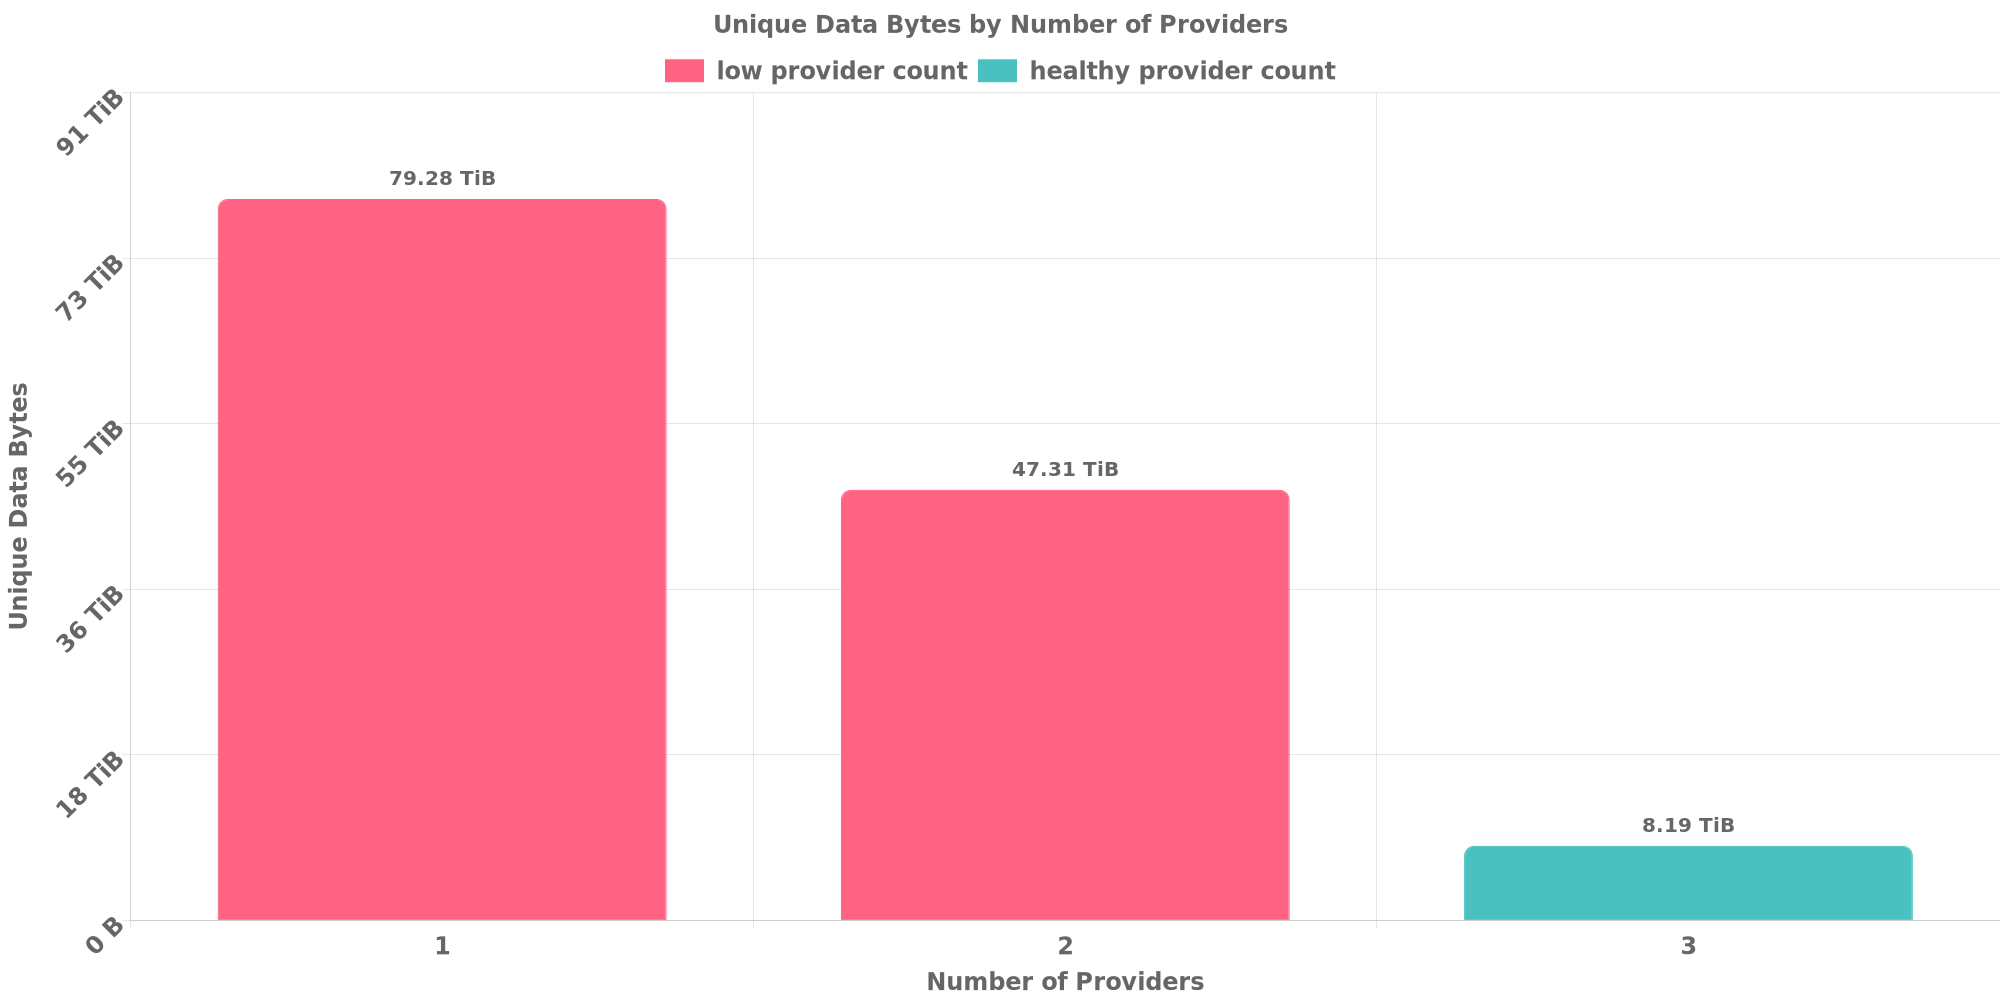 Unique Data Bytes by Number of Providers
low provider count healthy provider count
91 TiB
73 TiB
55 TiB
36 TiB
18 TiB
0 B
Unique Data Bytes
79.28 TiB
47.31 TiB
8.19 TiB
1 2 3
Number of Providers